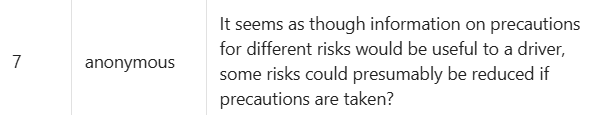 7
anonymous
It seems as though information on precautions
for different risks would be useful to a driver,
some risks could presumably be reduced if
precautions are taken?